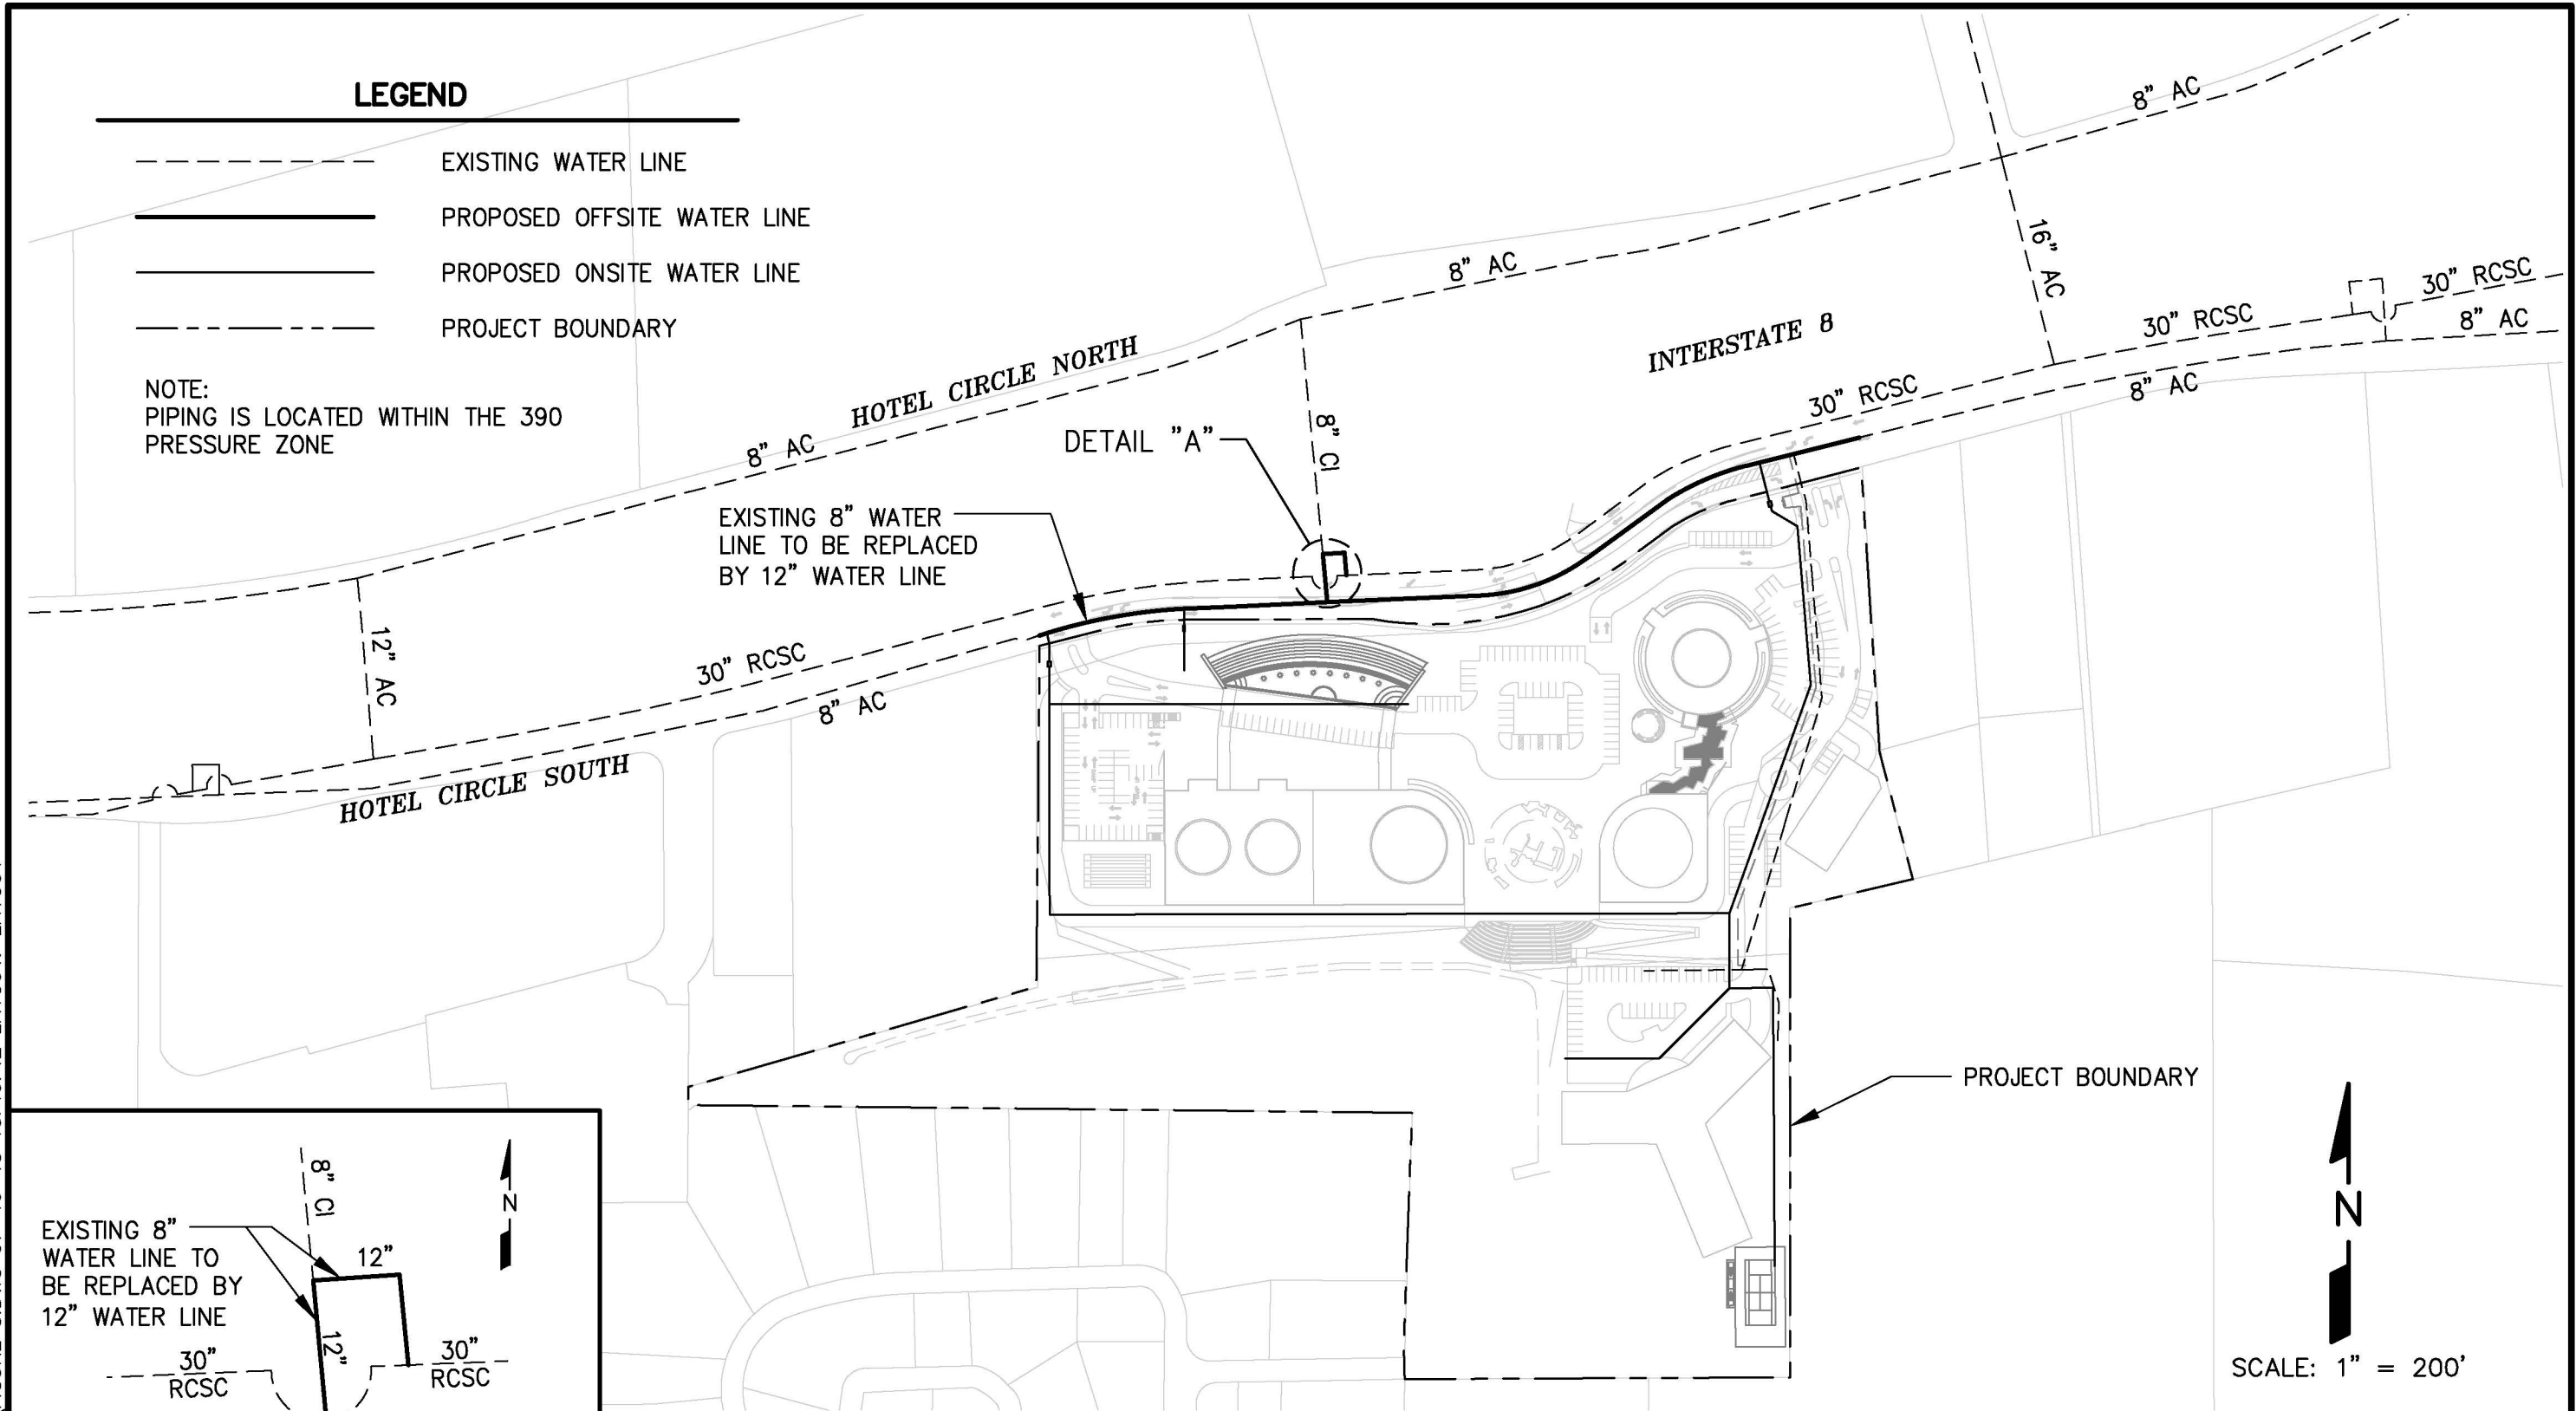 LEGEND
EXISTING WATER LINE
PROPOSED OFFSITE WATER LINE
PROPOSED ONSITE WATER LINE
PROJECT BOUNDARY
NOTE:
PIPING IS LOCATED WITHIN THE 390
PRESSURE ZONE
8" AC
16" AC
8" AC
30" RCSC
8" AC
30" RCSC
8" AC
30" RCSC
INTERSTATE 8
HOTEL CIRCLE NORTH
8" AC
8" CI
DETAIL "A"
EXISTING 8" WATER
LINE TO BE REPLACED
BY 12" WATER LINE
12" AC
30" RCSC
8" AC
HOTEL CIRCLE SOUTH
PROJECT BOUNDARY
N
SCALE: 1" = 200'
8" CI
N
EXISTING 8"
WATER LINE TO
BE REPLACED BY
12" WATER LINE
12"
12"
30"
RCSC
30"
RCSC